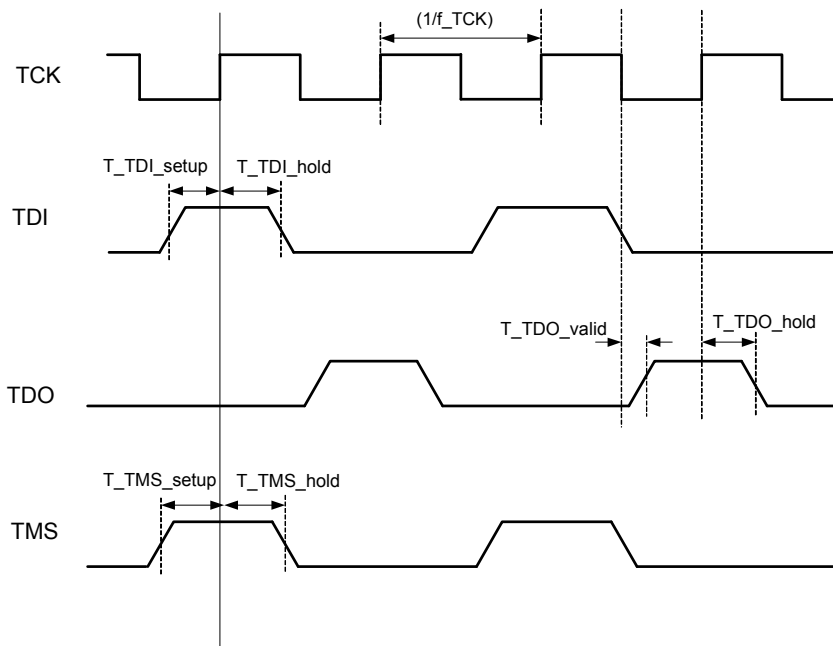 (1/f_TCK)
TCK
T_TDI_setup
T_TDI_hold
TDI
T_TDO_valid
T_TDO_hold
TDO
T_TMS_setup
T_TMS_hold
TMS